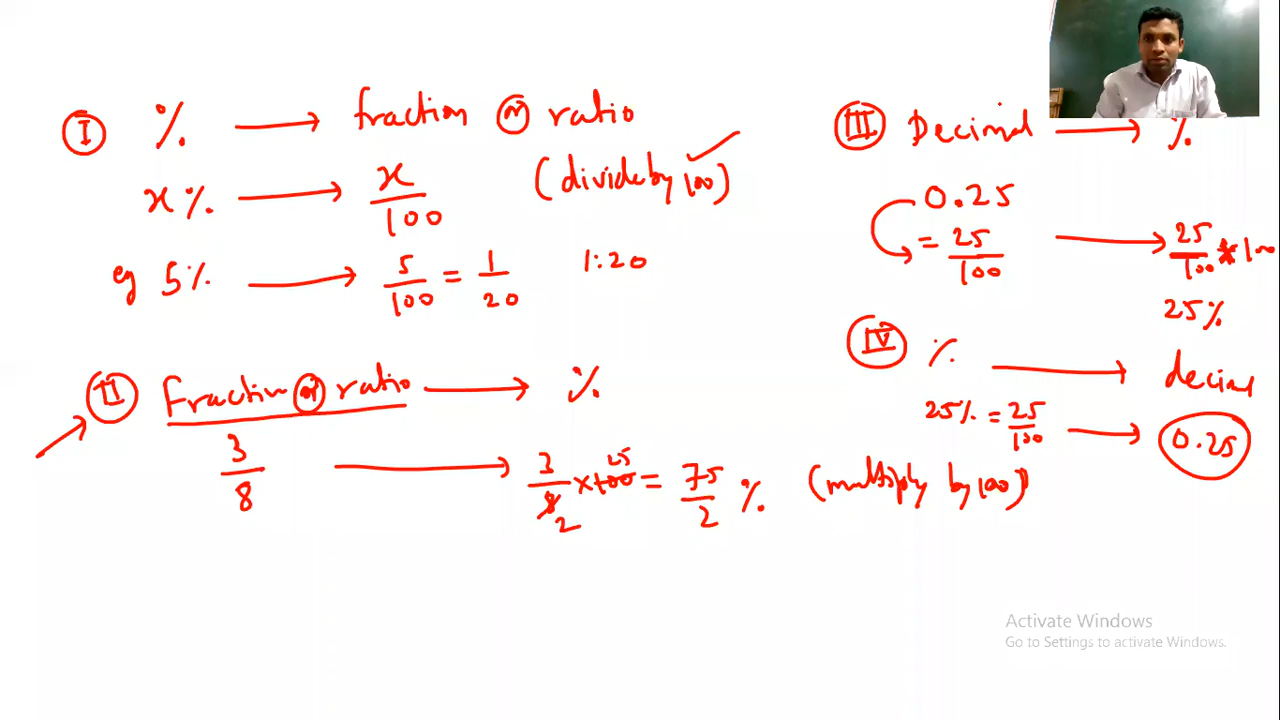 I % → fraction or ratio
x% → x/100 (divide by 100) ✓
eg 5% → 5/100 = 1/20 1:20
II Fraction or ratio → %
3/8 → 3/8 2 × 100 25 = 75/2 % (multiply by 100)
III Decimal → %
0.25
= 25/100 → 25/100 * 100
25%
IV % → decimal
25% = 25/100 → 0.25
Activate Windows
Go to Settings to activate Windows.